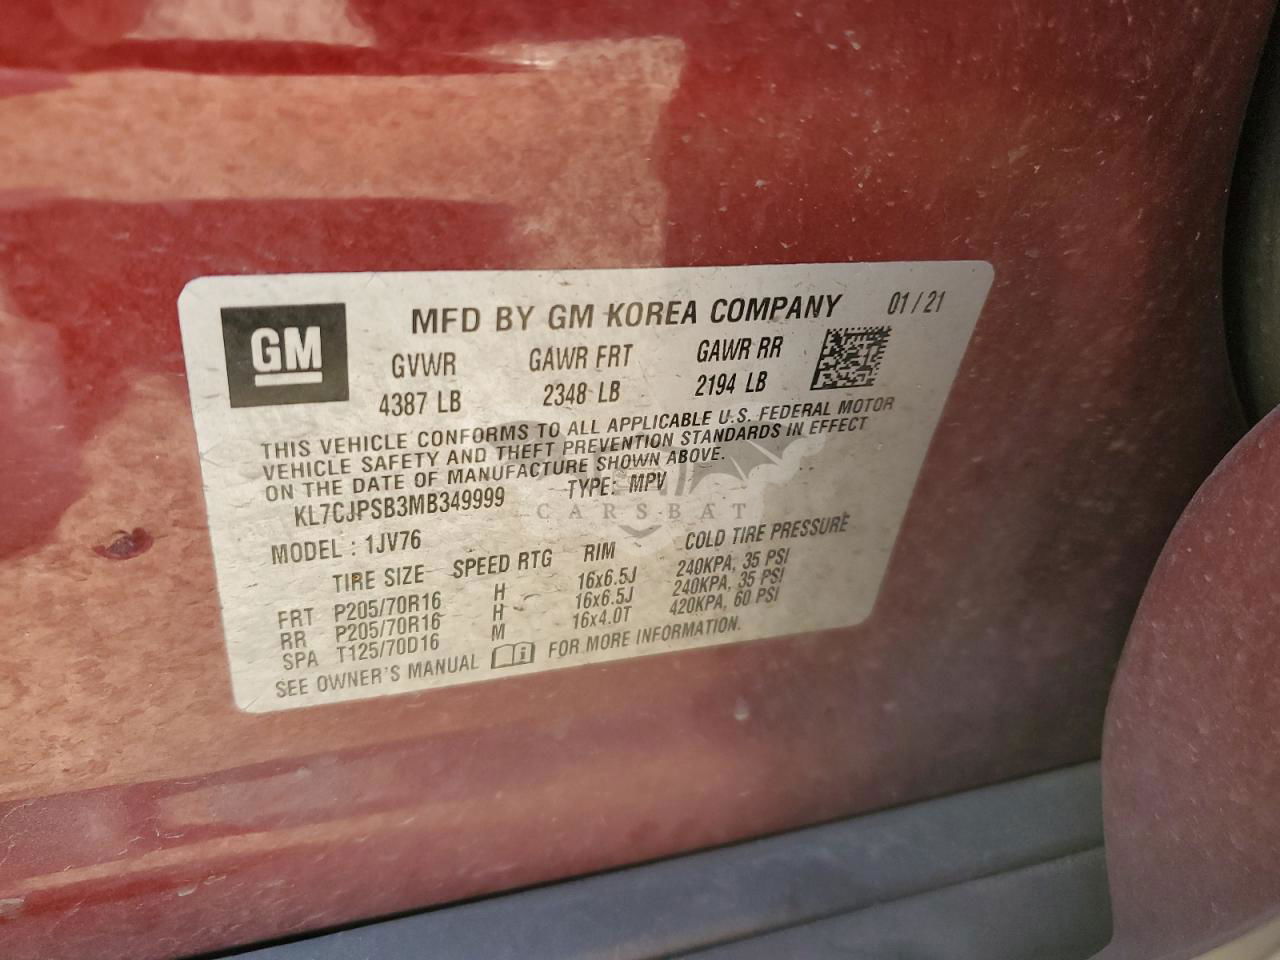 GM
MFD BY GM KOREA COMPANY 01 / 21
GVWR GAWR FRT GAWR RR
4387 LB 2348 LB 2194 LB
THIS VEHICLE CONFORMS TO ALL APPLICABLE U.S. FEDERAL MOTOR
VEHICLE SAFETY AND THEFT PREVENTION STANDARDS IN EFFECT
ON THE DATE OF MANUFACTURE SHOWN ABOVE.
KL7CJPSB3MB349999 TYPE: MPV
CARSBAT
MODEL : 1JV76
TIRE SIZE SPEED RTG RIM COLD TIRE PRESSURE
FRT P205/70R16 H 16x6.5J 240KPA, 35 PSI
RR P205/70R16 H 16x6.5J 240KPA, 35 PSI
SPA T125/70D16 M 16x4.0T 420KPA, 60 PSI
SEE OWNER'S MANUAL FOR MORE INFORMATION.